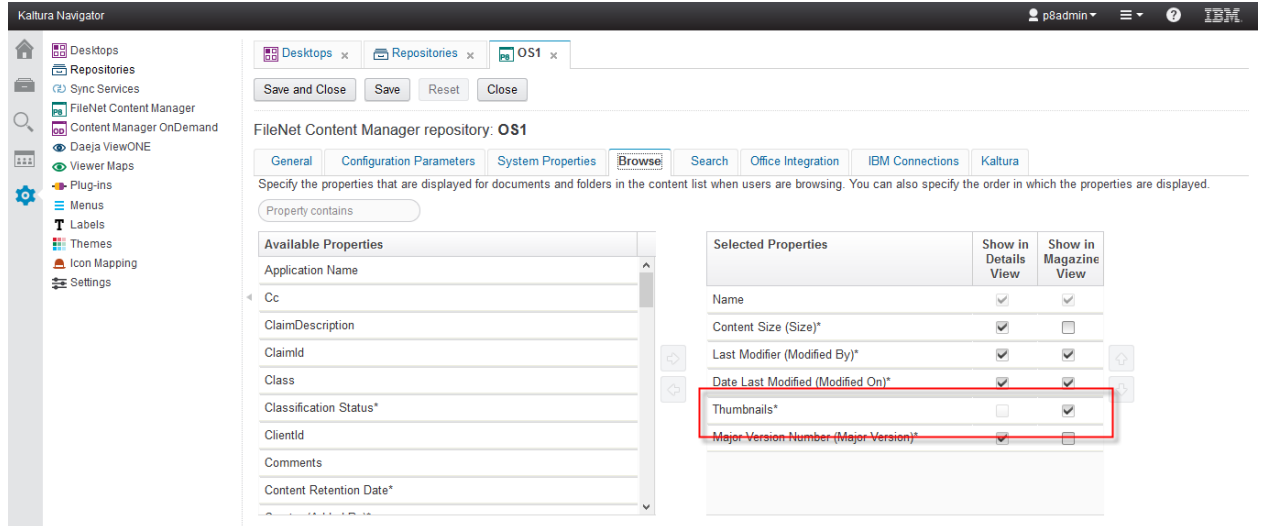 Kaltura Navigator
p8admin
IBM
Desktops
Repositories
Sync Services
FileNet Content Manager
Content Manager OnDemand
Daeja ViewONE
Viewer Maps
Plug-ins
Menus
Labels
Themes
Icon Mapping
Settings
Desktops x Repositories x OS1 x
Save and Close Save Reset Close
FileNet Content Manager repository: OS1
General Configuration Parameters System Properties Browse Search Office Integration IBM Connections Kaltura
Specify the properties that are displayed for documents and folders in the content list when users are browsing. You can also specify the order in which the properties are displayed.
Property contains
Available Properties
Application Name
Cc
ClaimDescription
ClaimId
Class
Classification Status*
ClientId
Comments
Content Retention Date*
Selected Properties
Show in Details View
Show in Magazine View
Name
Content Size (Size)*
Last Modifier (Modified By)*
Date Last Modified (Modified On)*
Thumbnails*
Major Version Number (Major Version)*